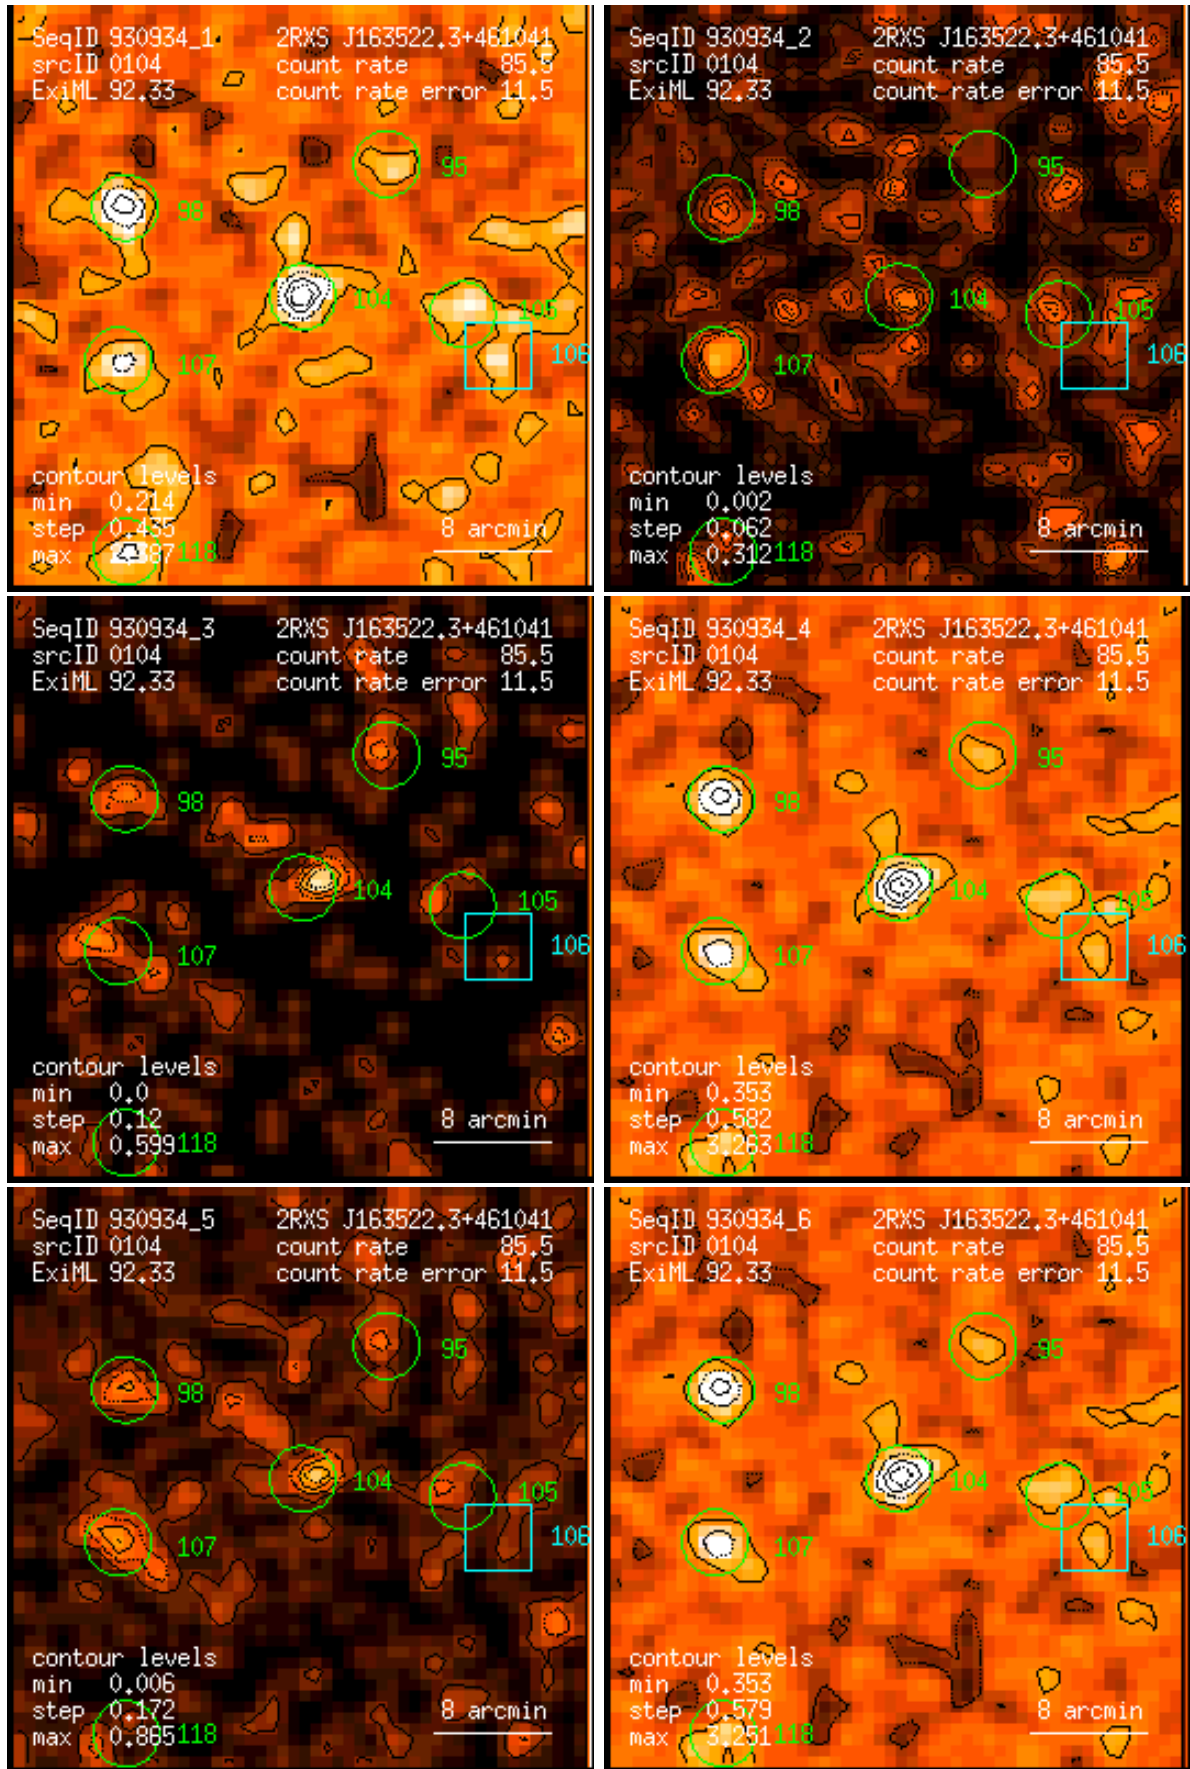 SeqID 930934_1 2RXS J163522.3+461041
srcID 0104 count rate 85.5
ExiML 92.33 count rate error 11.5
95
98
104
105
106
107
contour levels
min 0.214
step 0.435
8 arcmin
max 118
SeqID 930934_2 2RXS J163522.3+461041
srcID 0104 count rate 85.5
ExiML 92.33 count rate error 11.5
95
98
104
105
106
107
contour levels
min 0.002
step 0.062
8 arcmin
max 0.312 118
SeqID 930934_3 2RXS J163522.3+461041
srcID 0104 count rate 85.5
ExiML 92.33 count rate error 11.5
95
98
104
105
106
107
contour levels
min 0.0
step 0.12
8 arcmin
max 0.599 118
SeqID 930934_4 2RXS J163522.3+461041
srcID 0104 count rate 85.5
ExiML 92.33 count rate error 11.5
95
98
104
105
106
107
contour levels
min 0.353
step 0.582
8 arcmin
max 3.263 118
SeqID 930934_5 2RXS J163522.3+461041
srcID 0104 count rate 85.5
ExiML 92.33 count rate error 11.5
95
98
104
105
106
107
contour levels
min 0.006
step 0.172
8 arcmin
max 0.865 118
SeqID 930934_6 2RXS J163522.3+461041
srcID 0104 count rate 85.5
ExiML 92.33 count rate error 11.5
95
98
104
105
106
107
contour levels
min 0.353
step 0.579
8 arcmin
max 3.251 118